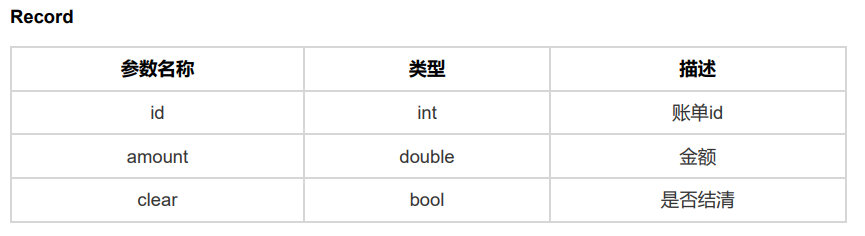 Record
参数名称 类型 描述
id int 账单id
amount double 金额
clear bool 是否结清